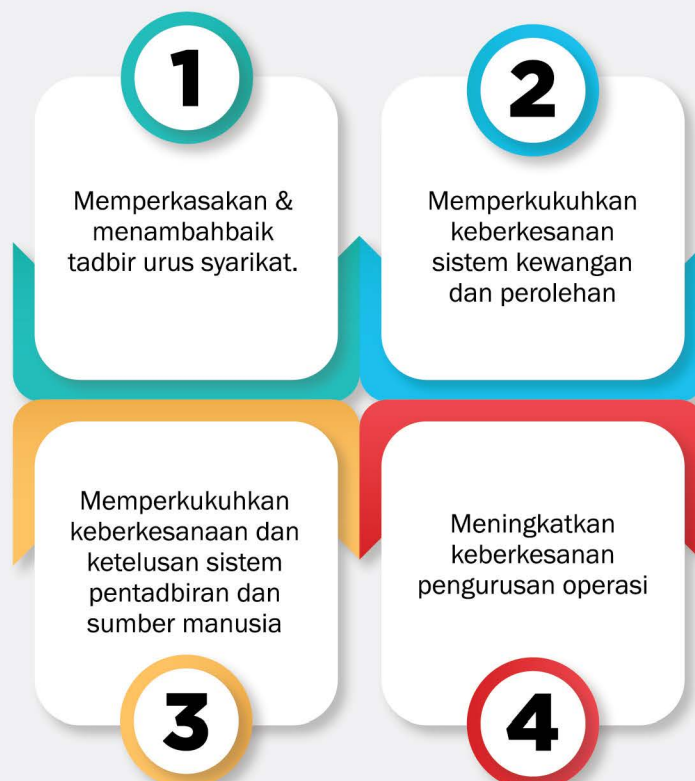 1
Memperkasakan &
menambahbaik
tadbir urus syarikat.
2
Memperkukuhkan
keberkesanan
sistem kewangan
dan perolehan
Memperkukuhkan
keberkesanaan dan
ketelusan sistem
pentadbiran dan
sumber manusia
3
Meningkatkan
keberkesanan
pengurusan operasi
4